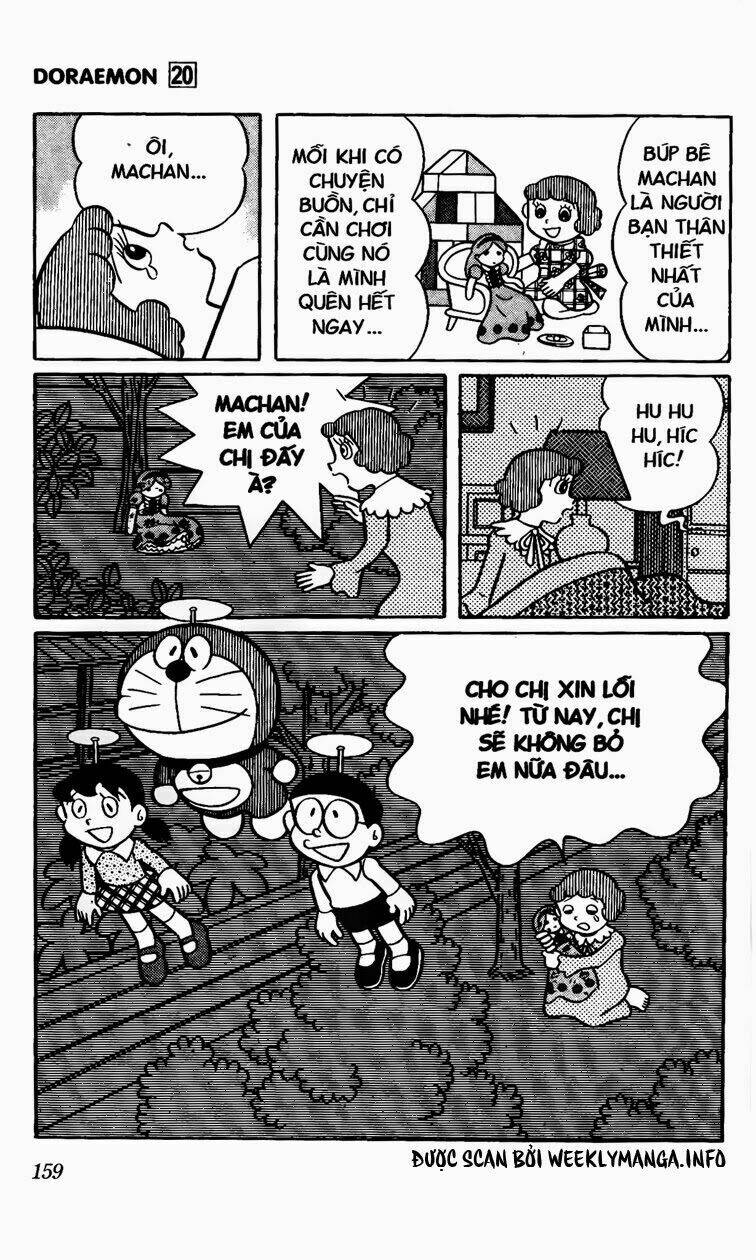 DORAEMON 20
BÚP BÊ
MACHAN
LÀ NGƯỜI
BẠN THÂN
THIẾT
NHẤT
CỦA
MÌNH...
MỖI KHI CÓ
CHUYỆN
BUỒN, CHỈ
CẦN CHƠI
CÙNG NÓ
LÀ MÌNH
QUÊN HẾT
NGAY...
ÔI,
MACHAN...
HU HU
HU, HÍC
HÍC!
MACHAN!
EM CỦA
CHỊ ĐẤY
À?
CHO CHỊ XIN LỖI
NHÉ! TỪ NAY, CHỊ
SẼ KHÔNG BỎ
EM NỮA ĐÂU...
159
ĐƯỢC SCAN BỞI WEEKLYMANGA.INFO